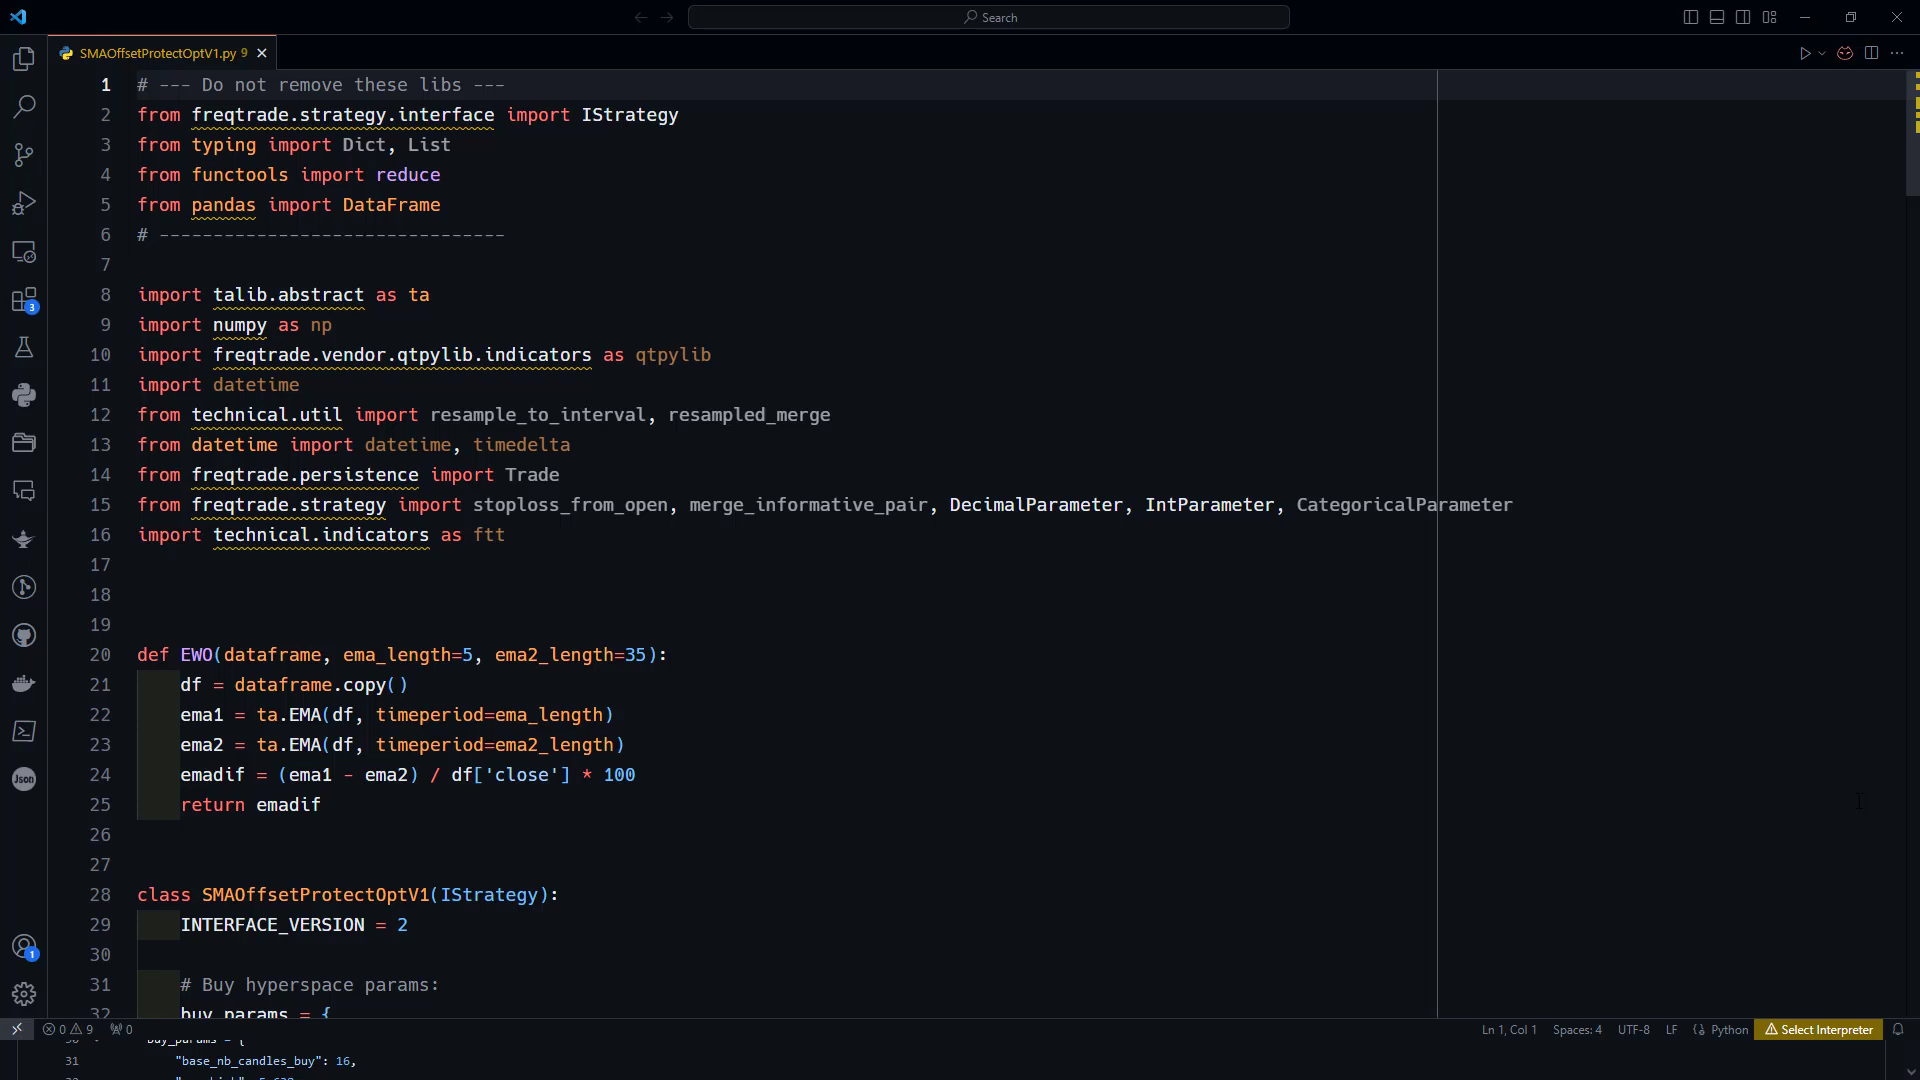 Search
SMAOffsetProtectOptV1.py 9
1 # --- Do not remove these libs ---
2 from freqtrade.strategy.interface import IStrategy
3 from typing import Dict, List
4 from functools import reduce
5 from pandas import DataFrame
6 # --------------------------------
7
8 import talib.abstract as ta
9 import numpy as np
10 import freqtrade.vendor.qtpylib.indicators as qtpylib
11 import datetime
12 from technical.util import resample_to_interval, resampled_merge
13 from datetime import datetime, timedelta
14 from freqtrade.persistence import Trade
15 from freqtrade.strategy import stoploss_from_open, merge_informative_pair, DecimalParameter, IntParameter, CategoricalParameter
16 import technical.indicators as ftt
17
18
19
20 def EWO(dataframe, ema_length=5, ema2_length=35):
21     df = dataframe.copy()
22     ema1 = ta.EMA(df, timeperiod=ema_length)
23     ema2 = ta.EMA(df, timeperiod=ema2_length)
24     emadif = (ema1 - ema2) / df['close'] * 100
25     return emadif
26
27
28 class SMAOffsetProtectOptV1(IStrategy):
29     INTERFACE_VERSION = 2
30
31     # Buy hyperspace params:
32     buy_params = {
3
Json
1
0 9 0 Ln 1, Col 1 Spaces: 4 UTF-8 LF Python Select Interpreter
31 "base_nb_candles_buy": 16,